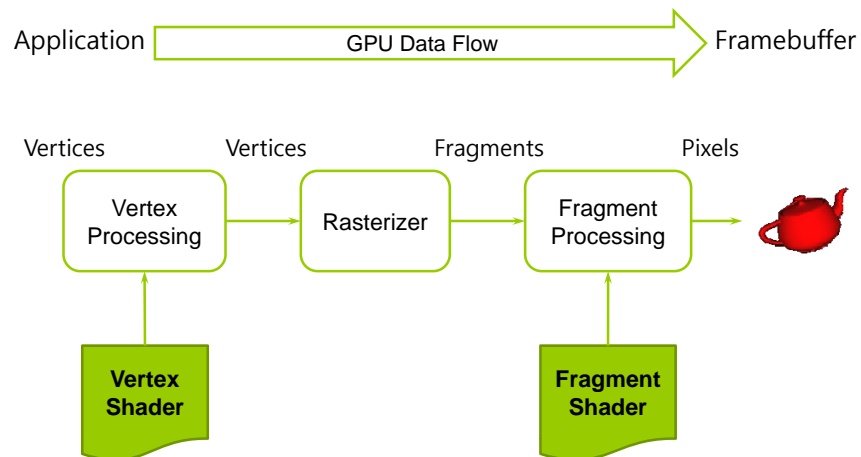 Application
GPU Data Flow
Framebuffer
Vertices
Vertices
Fragments
Pixels
Vertex
Processing
Rasterizer
Fragment
Processing
Vertex
Shader
Fragment
Shader